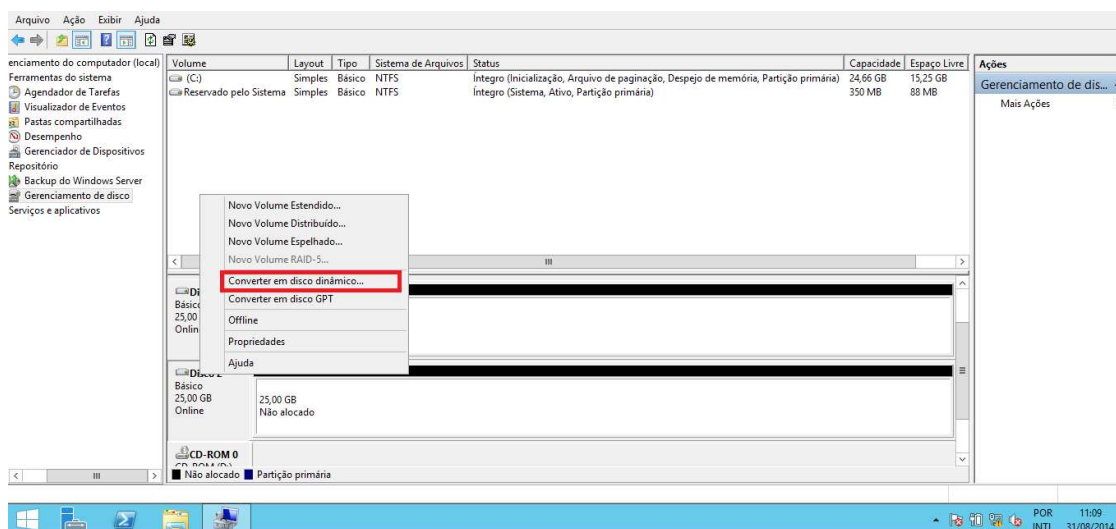 Arquivo Ação Exibir Ajuda
enciamento do computador (local)
Ferramentas do sistema
Agendador de Tarefas
Visualizador de Eventos
Pastas compartilhadas
Desempenho
Gerenciador de Dispositivos
Repositório
Backup do Windows Server
Gerenciamento de disco
Serviços e aplicativos
Volume Layout Tipo Sistema de Arquivos Status Capacidade Espaço Livre
(C:) Simples Básico NTFS Íntegro (Inicialização, Arquivo de paginação, Despejo de memória, Partição primária) 24,66 GB 15,25 GB
Reservado pelo Sistema Simples Básico NTFS Íntegro (Sistema, Ativo, Partição primária) 350 MB 88 MB
Ações
Gerenciamento de dis...
Mais Ações
Novo Volume Estendido...
Novo Volume Distribuído...
Novo Volume Espelhado...
Novo Volume RAID-5...
Converter em disco dinâmico...
Converter em disco GPT
Offline
Propriedades
Ajuda
Di
Básico
25,00
Onlin
Disco 2
Básico
25,00 GB
Online
25,00 GB
Não alocado
CD-ROM 0
CD-ROM (D:)
Não alocado Partição primária
POR 11:09
INTL 31/08/2014